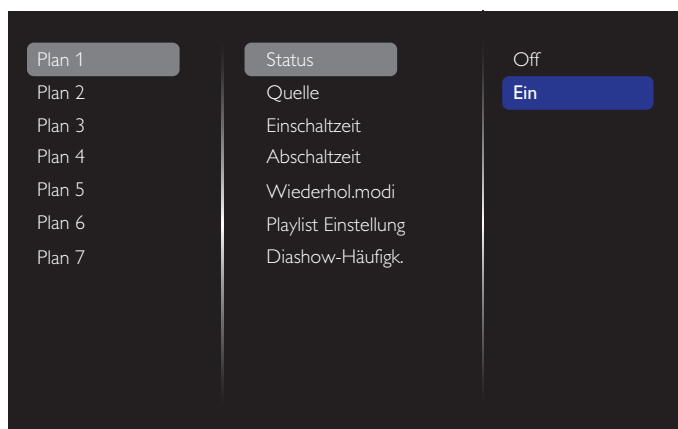 Plan 1
Plan 2
Plan 3
Plan 4
Plan 5
Plan 6
Plan 7
Status
Quelle
Einschaltzeit
Abschaltzeit
Wiederhol.modi
Playlist Einstellung
Diashow-Häufigk.
Off
Ein